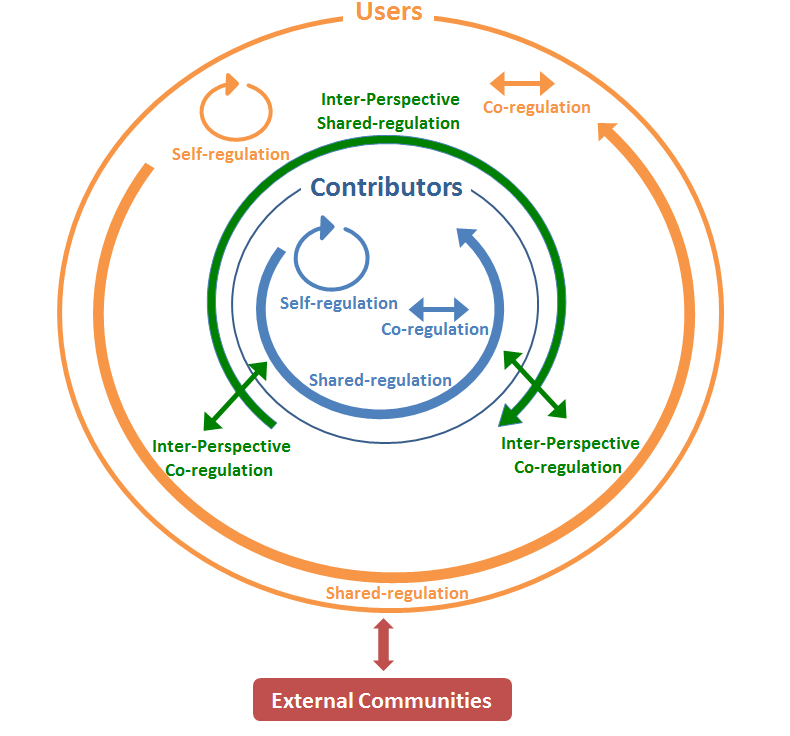 Users
Inter-Perspective
Shared-regulation
Co-regulation
Self-regulation
Contributors
Self-regulation
Co-regulation
Shared-regulation
Inter-Perspective
Co-regulation
Inter-Perspective
Co-regulation
Shared-regulation
External Communities